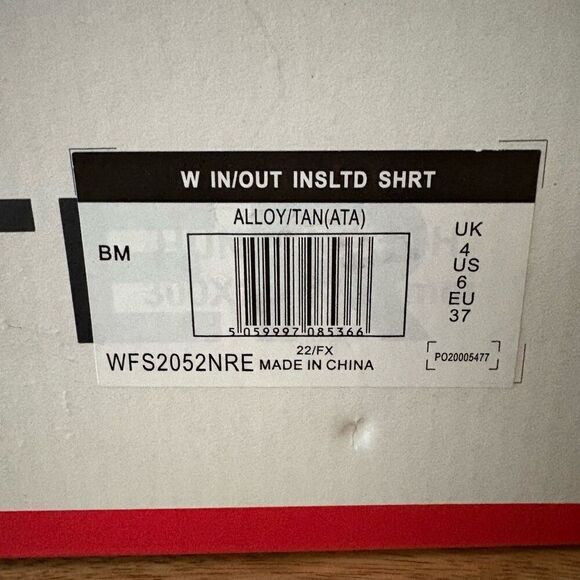 W IN/OUT INSLTD SHRT
ALLOY/TAN(ATA)
BM
UK
4
US
6
EU
37
5 059997 085366
22/FX
WFS2052NRE MADE IN CHINA
PO20005477